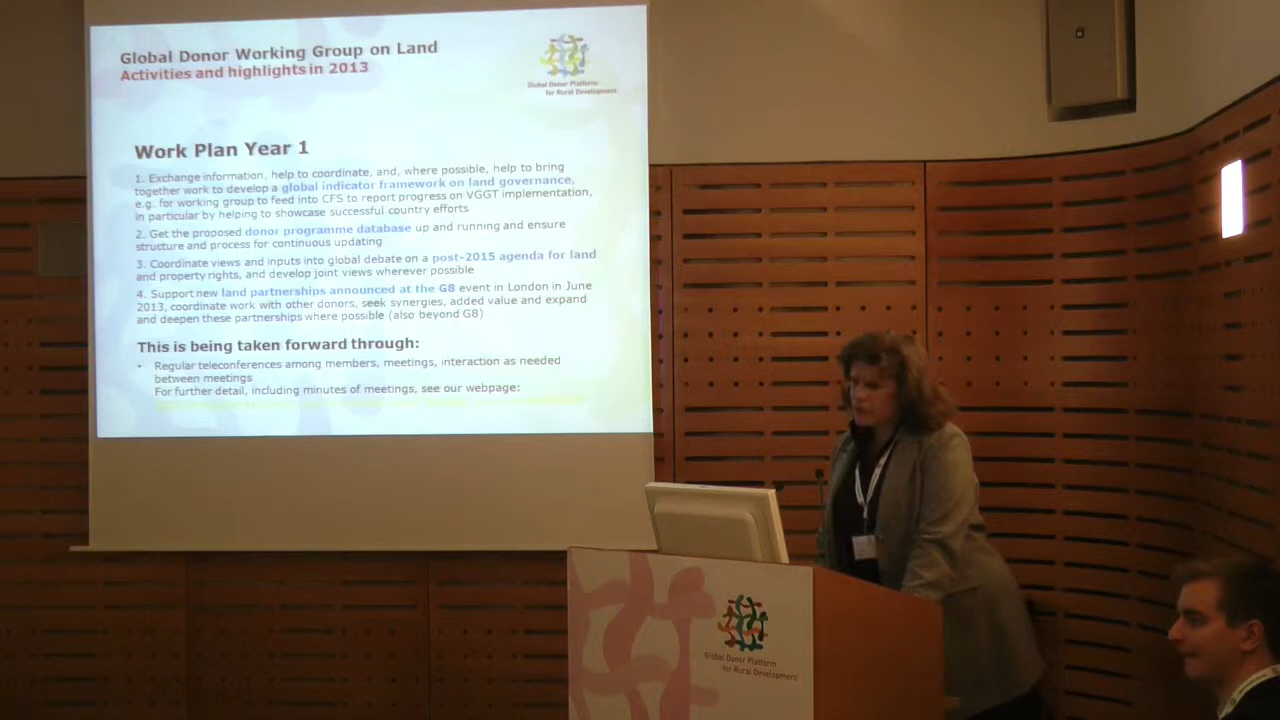 Global Donor Working Group on Land
Activities and highlights in 2013
Global Donor Platform
for Rural Development
Work Plan Year 1
1. Exchange information, help to coordinate, and, where possible, help to bring
together work to develop a global indicator framework on land governance,
e.g. for working group to feed into CFS to report progress on VGGT implementation,
in particular by helping to showcase successful country efforts
2. Get the proposed donor programme database up and running and ensure
structure and process for continuous updating
3. Coordinate views and inputs into global debate on a post-2015 agenda for land
and property rights, and develop joint views wherever possible
4. Support new land partnerships announced at the G8 event in London in June
2013, coordinate work with other donors, seek synergies, added value and expand
and deepen these partnerships where possible (also beyond G8)
This is being taken forward through:
• Regular teleconferences among members, meetings, interaction as needed
between meetings
For further detail, including minutes of meetings, see our webpage:
Global Donor Platform
for Rural Development